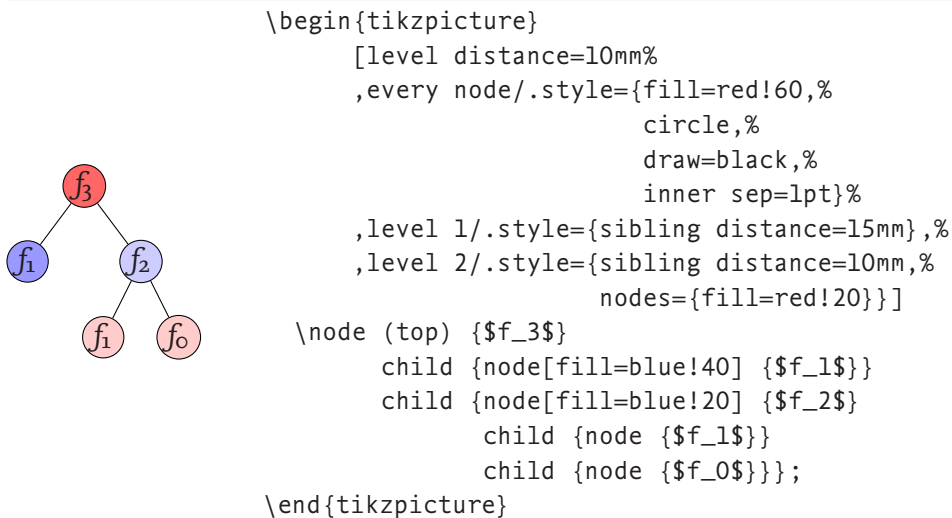 \begin{tikzpicture}
[level distance=10mm%
,every node/.style={fill=red!60,%
circle,%
draw=black,%
inner sep=1pt}%
,level 1/.style={sibling distance=15mm},%
,level 2/.style={sibling distance=10mm,%
nodes={fill=red!20}}]
\node (top) {$f_3$}
child {node[fill=blue!40] {$f_1$}}
child {node[fill=blue!20] {$f_2$}
child {node {$f_1$}}
child {node {$f_0$}}};
\end{tikzpicture}
f3
f1 f2
f1 f0